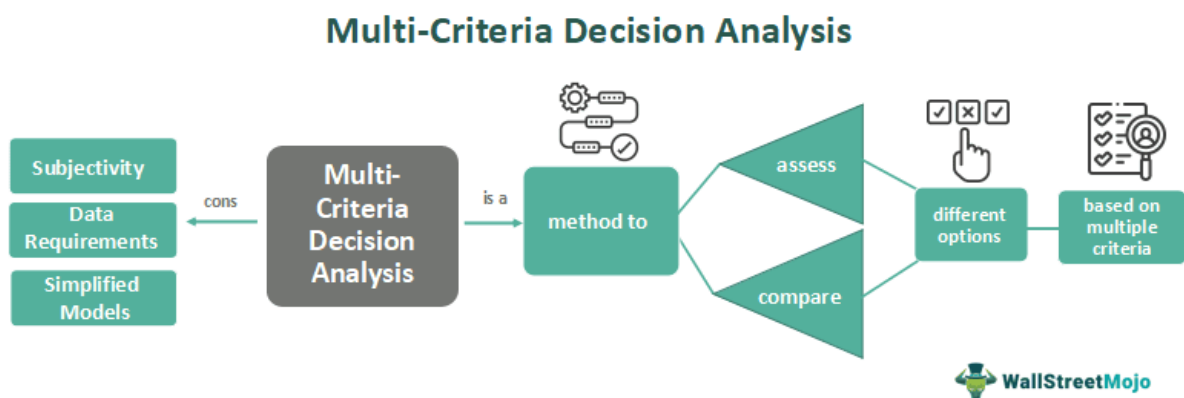 Multi-Criteria Decision Analysis
Subjectivity
Data
Requirements
Simplified
Models
cons
Multi-
Criteria
Decision
Analysis
is a
method to
assess
compare
different
options
based on
multiple
criteria
WallStreetMojo